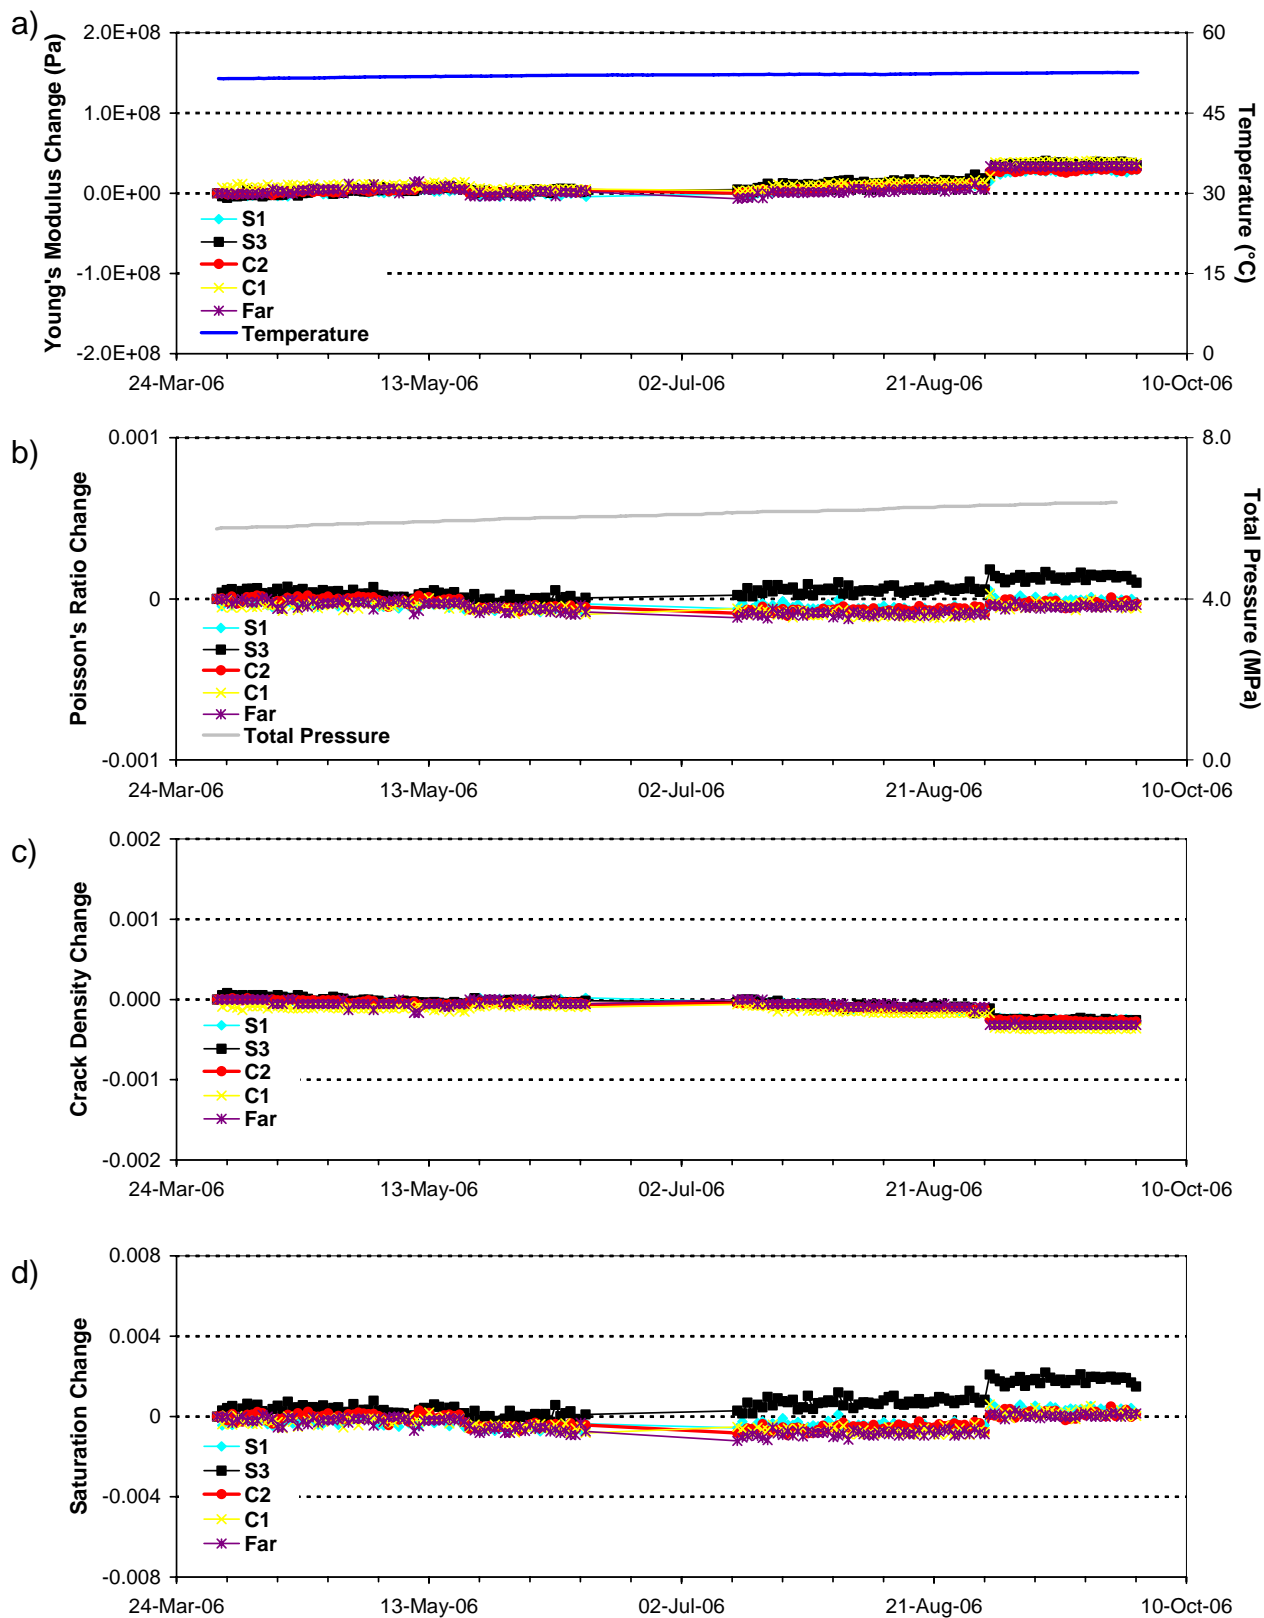 a)
Young's Modulus Change (Pa)
2.0E+08
1.0E+08
0.0E+00
-1.0E+08
-2.0E+08
60
45
30
15
0
Temperature (°C)
S1
S3
C2
C1
Far
Temperature
24-Mar-06 13-May-06 02-Jul-06 21-Aug-06 10-Oct-06
b)
Poisson's Ratio Change
0.001
0
-0.001
8.0
4.0
0.0
Total Pressure (MPa)
S1
S3
C2
C1
Far
Total Pressure
24-Mar-06 13-May-06 02-Jul-06 21-Aug-06 10-Oct-06
c)
Crack Density Change
0.002
0.001
0.000
-0.001
-0.002
S1
S3
C2
C1
Far
24-Mar-06 13-May-06 02-Jul-06 21-Aug-06 10-Oct-06
d)
Saturation Change
0.008
0.004
0
-0.004
-0.008
S1
S3
C2
C1
Far
24-Mar-06 13-May-06 02-Jul-06 21-Aug-06 10-Oct-06